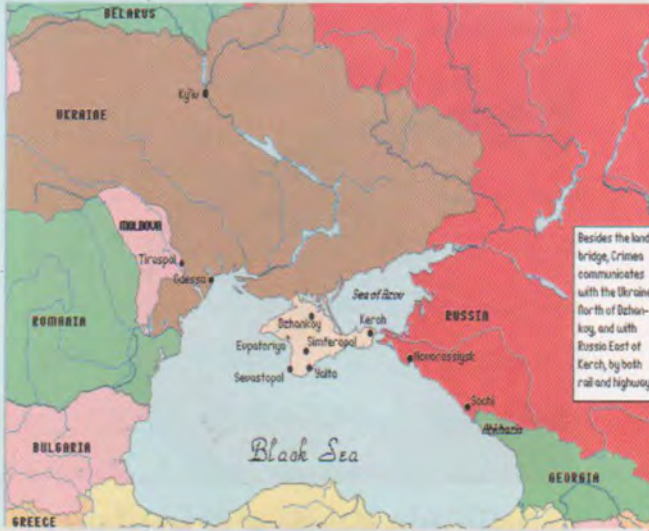 BELARUS
Ky'iv
UKRAINE
MOLDOVA
Tiraspol
Odessa
Sea of Azov
Besides the land
bridge, Crimea
communicates
with the Ukraine
North of Dzhan-
koy, and with
Russia East of
Kerch, by both
rail and highway
Dzhankoy
Kerch
RUSSIA
ROMANIA
Evpatoriya
Simferopol
Novorossiysk
Sevastopol
Yalta
Sochi
Abkhazia
BULGARIA
Black Sea
GEORGIA
GREECE